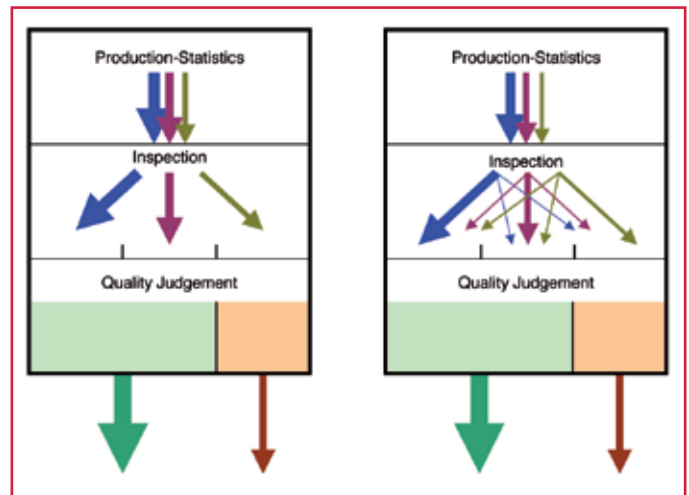 Production-Statistics
Inspection
Quality Judgement
Production-Statistics
Inspection
Quality Judgement